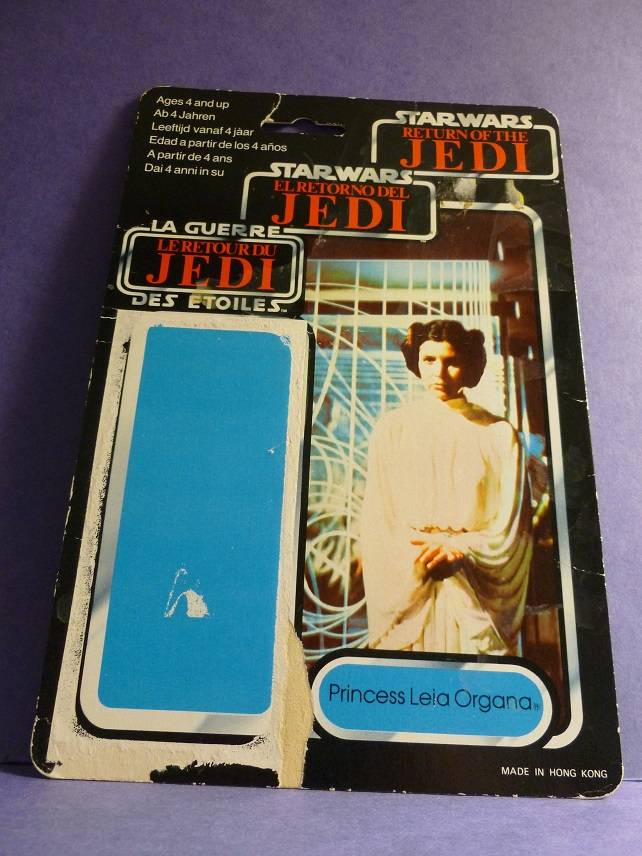 Ages 4 and up
Ab 4 Jahren
Leeftijd vanaf 4 jáar
Edad a partir de los 4 años
A partir de 4 ans
Dai 4 anni in su
STAR WARS
RETURN OF THE
JEDI
STAR WARS
EL RETORNO DEL
JEDI
LA GUERRE
LE RETOUR DU
JEDI
DES ETOILES™
Princess Leia Organa®
MADE IN HONG KONG